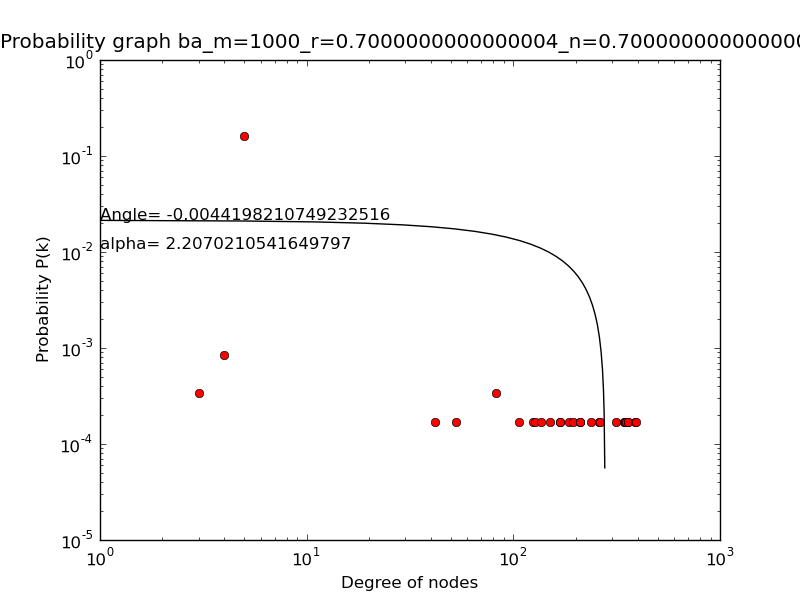 Probability graph ba_m=1000_r=0.7000000000000004_n=0.700000000000000
10^0
10^-1
Angle= -0.0044198210749232516
alpha= 2.2070210541649797
10^-2
Probability P(k)
10^-3
10^-4
10^-5
10^0 10^1 10^2 10^3
Degree of nodes